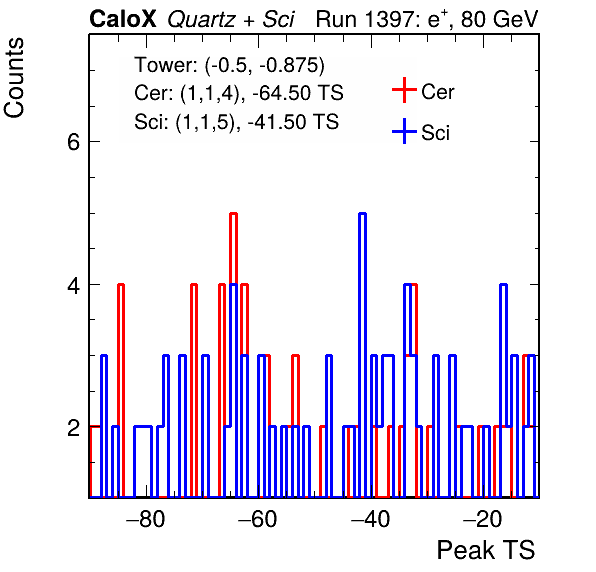 CaloX Quartz + Sci Run 1397: e⁺, 80 GeV
Tower: (-0.5, -0.875)
Cer: (1,1,4), -64.50 TS
Sci: (1,1,5), -41.50 TS
Cer
Sci
Counts
6
4
2
−80 −60 −40 −20
Peak TS